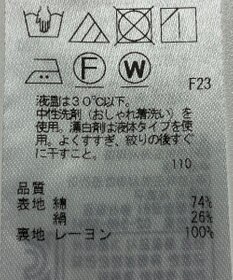 F
W
F23
液温は30℃以下。
中性洗剤(おしゃれ着洗い)を
使用。漂白剤は液体タイプを使
用。よくすすぎ、絞りの後すぐ
に干すこと。
110
品質
表地 綿 74%
絹 26%
裏地 レーヨン 100%